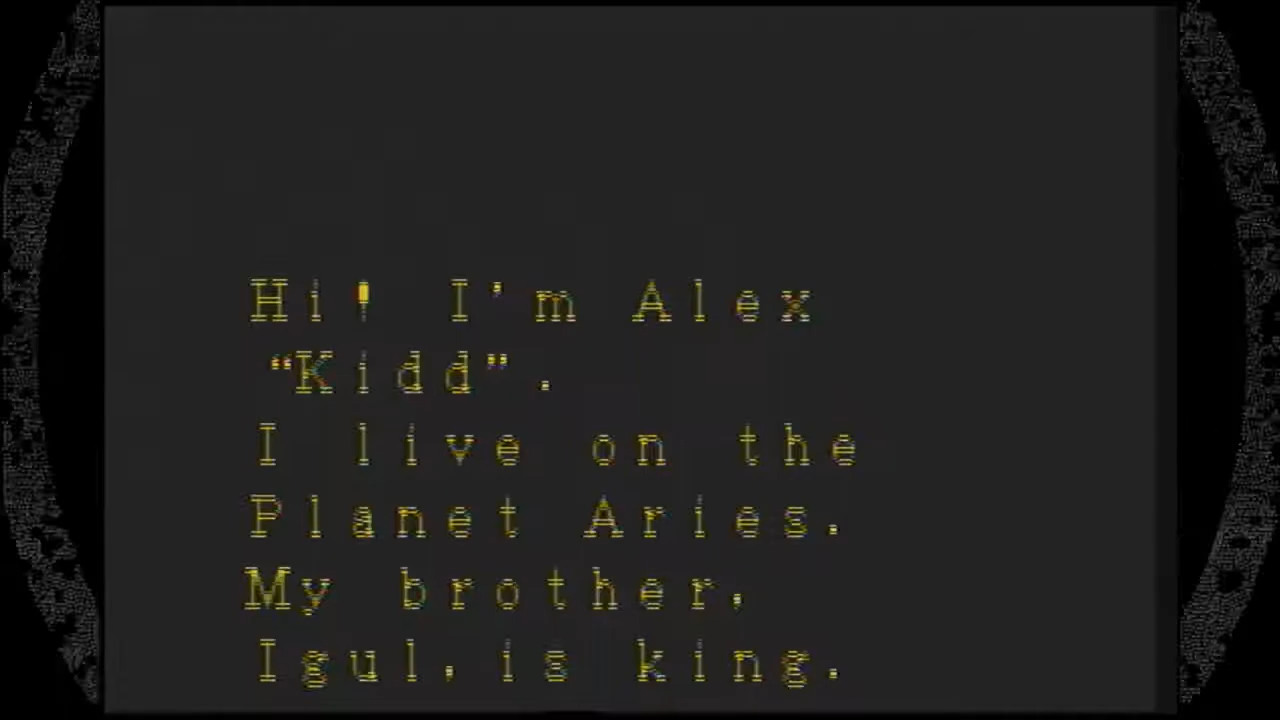 Hi! I'm Alex
“Kidd”.
I live on the
Planet Aries.
My brother,
Igul, is king.